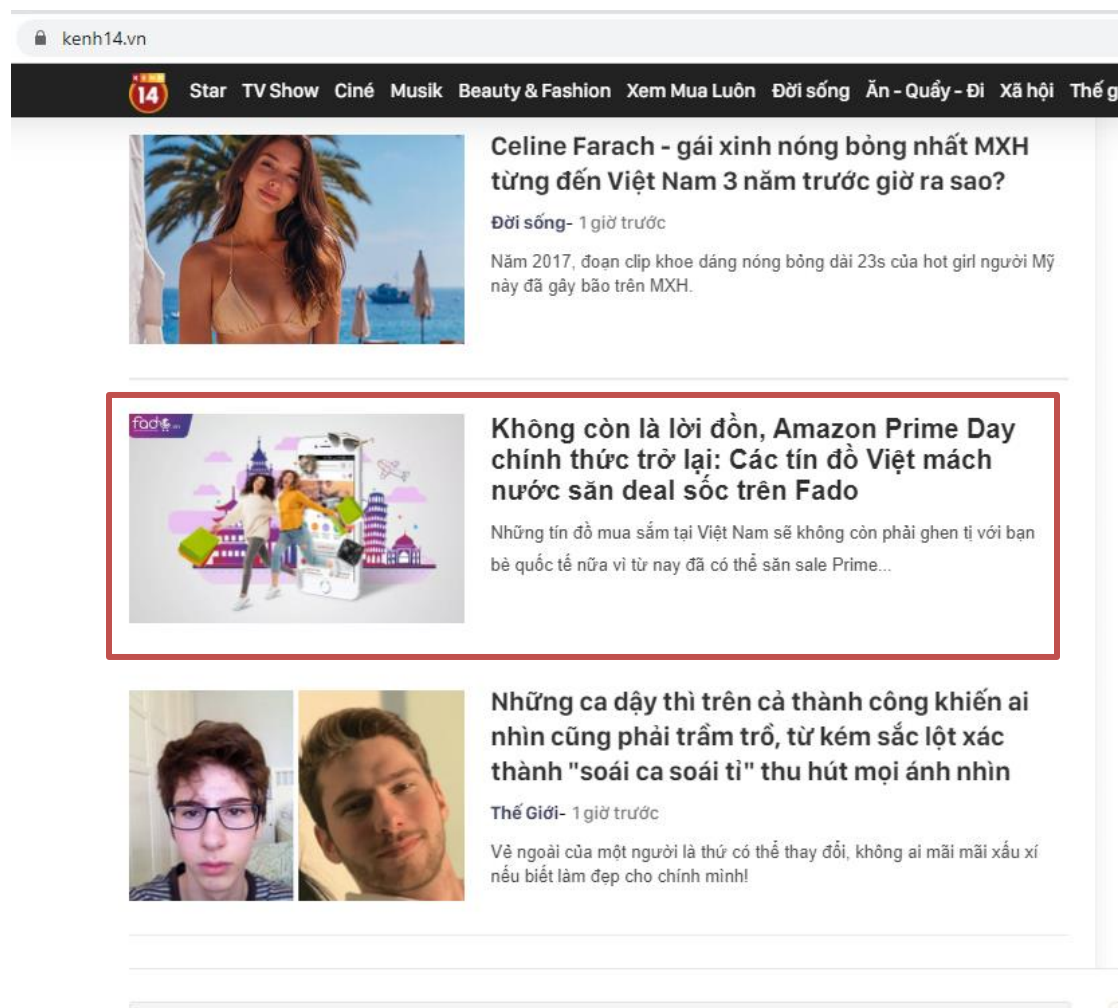 kenh14.vn
14 Star TV Show Ciné Musik Beauty & Fashion Xem Mua Luôn Đời sống Ăn - Quẩy - Đi Xã hội Thế g
Celine Farach - gái xinh nóng bỏng nhất MXH
từng đến Việt Nam 3 năm trước giờ ra sao?
Đời sống- 1 giờ trước
Năm 2017, đoạn clip khoe dáng nóng bỏng dài 23s của hot girl người Mỹ
này đã gây bão trên MXH.
fado.vn
Không còn là lời đồn, Amazon Prime Day
chính thức trở lại: Các tín đồ Việt mách
nước săn deal sốc trên Fado
Những tín đồ mua sắm tại Việt Nam sẽ không còn phải ghen tị với bạn
bè quốc tế nữa vì từ nay đã có thể săn sale Prime...
Những ca dậy thì trên cả thành công khiến ai
nhìn cũng phải trầm trồ, từ kém sắc lột xác
thành "soái ca soái tỉ" thu hút mọi ánh nhìn
Thế Giới- 1 giờ trước
Vẻ ngoài của một người là thứ có thể thay đổi, không ai mãi mãi xấu xí
nếu biết làm đẹp cho chính mình!